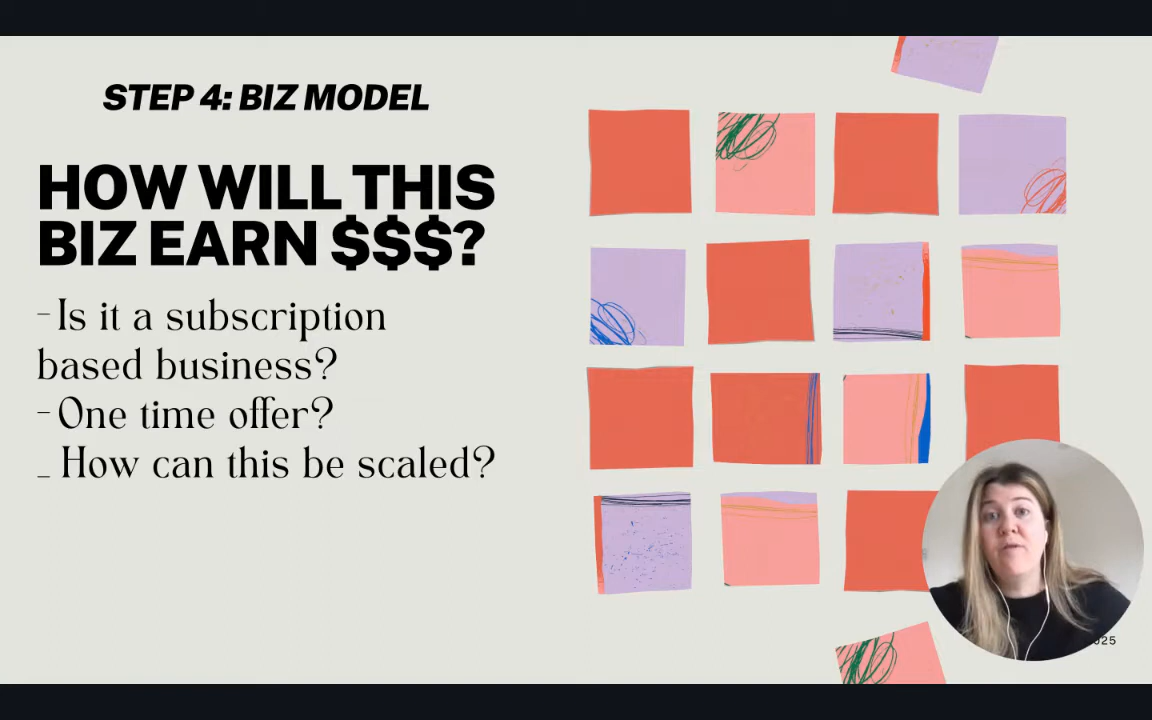 STEP 4: BIZ MODEL
HOW WILL THIS
BIZ EARN $$$?
- Is it a subscription
based business?
- One time offer?
_ How can this be scaled?
025